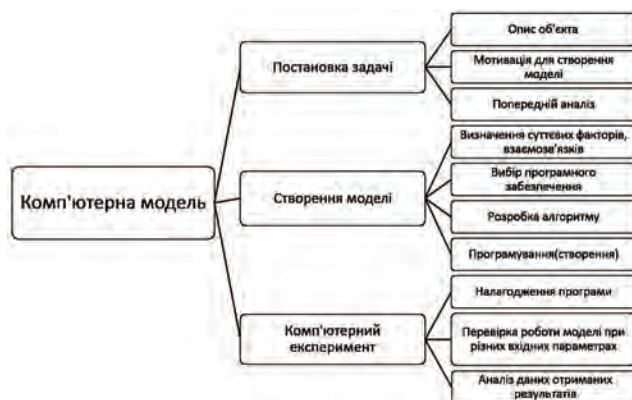 Комп'ютерна модель
Постановка задачі
Опис об'єкта
Мотивація для створення
моделі
Попередній аналіз
Створення моделі
Визначення суттєвих факторів,
взаємозв'язків
Вибір програмного
забезпечення
Розробка алгоритму
Програмування(створення)
Комп'ютерний
експеримент
Налагодження програми
Перевірка роботи моделі при
різних вхідних параметрах
Аналіз даних отриманих
результатів